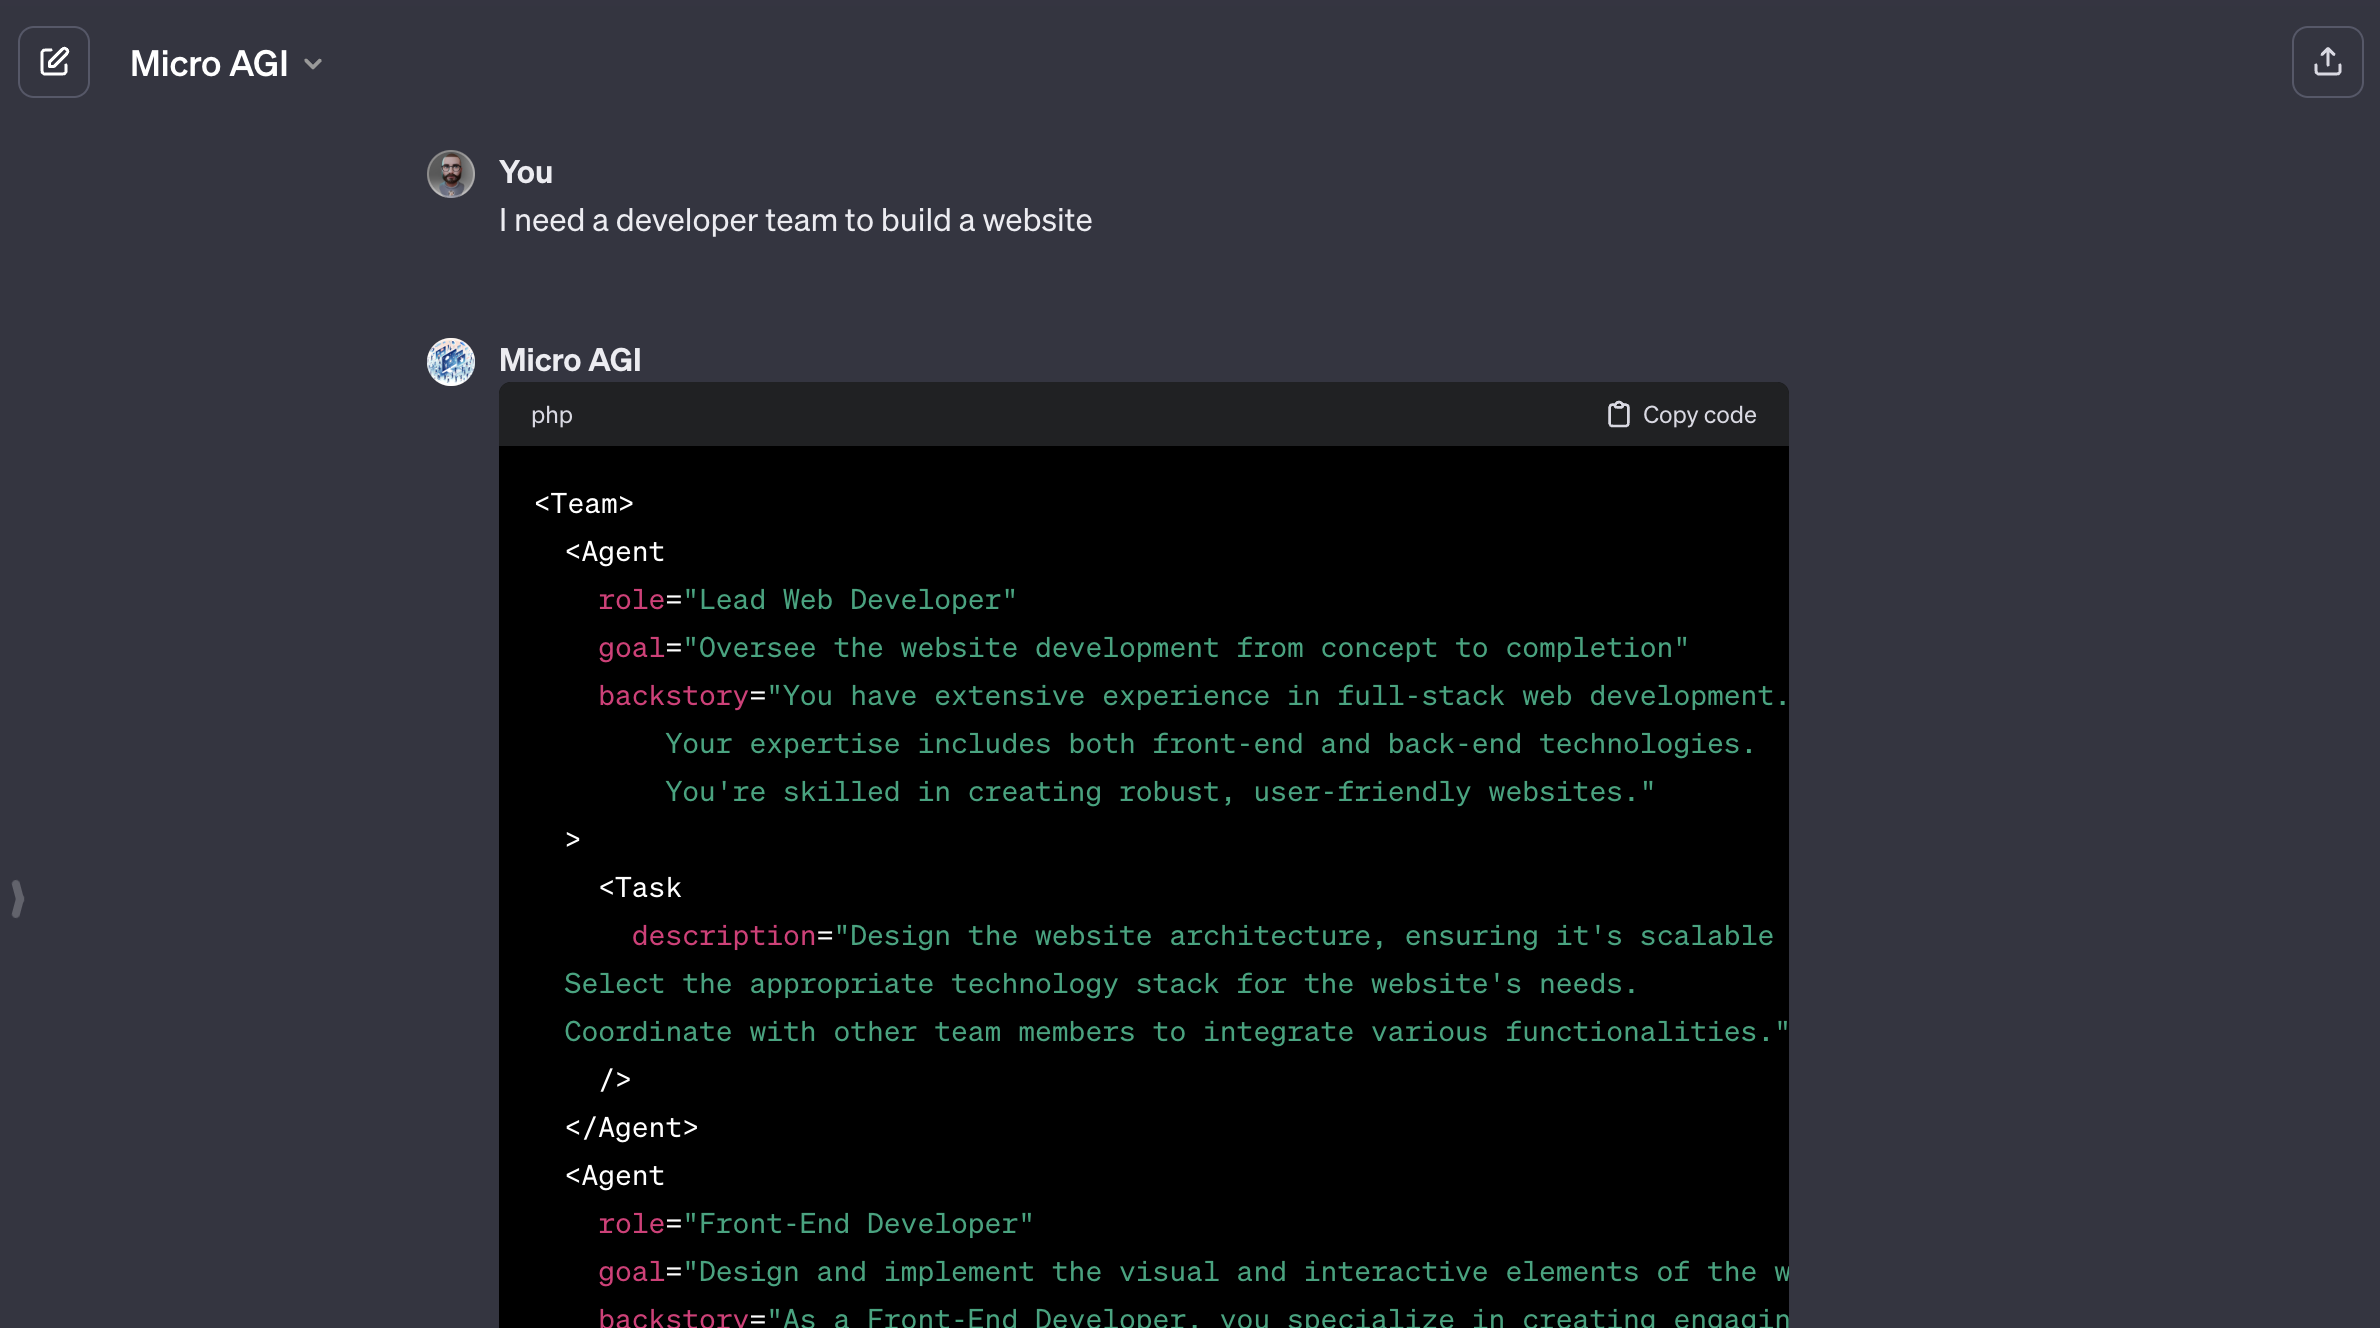 Micro AGI
You
I need a developer team to build a website
Micro AGI
php
Copy code
<Team>
<Agent
role="Lead Web Developer"
goal="Oversee the website development from concept to completion"
backstory="You have extensive experience in full-stack web development.
Your expertise includes both front-end and back-end technologies.
You're skilled in creating robust, user-friendly websites."
>
<Task
description="Design the website architecture, ensuring it's scalable
Select the appropriate technology stack for the website's needs.
Coordinate with other team members to integrate various functionalities."
/>
</Agent>
<Agent
role="Front-End Developer"
goal="Design and implement the visual and interactive elements of the w
backstory="As a Front-End Developer, you specialize in creating engagin